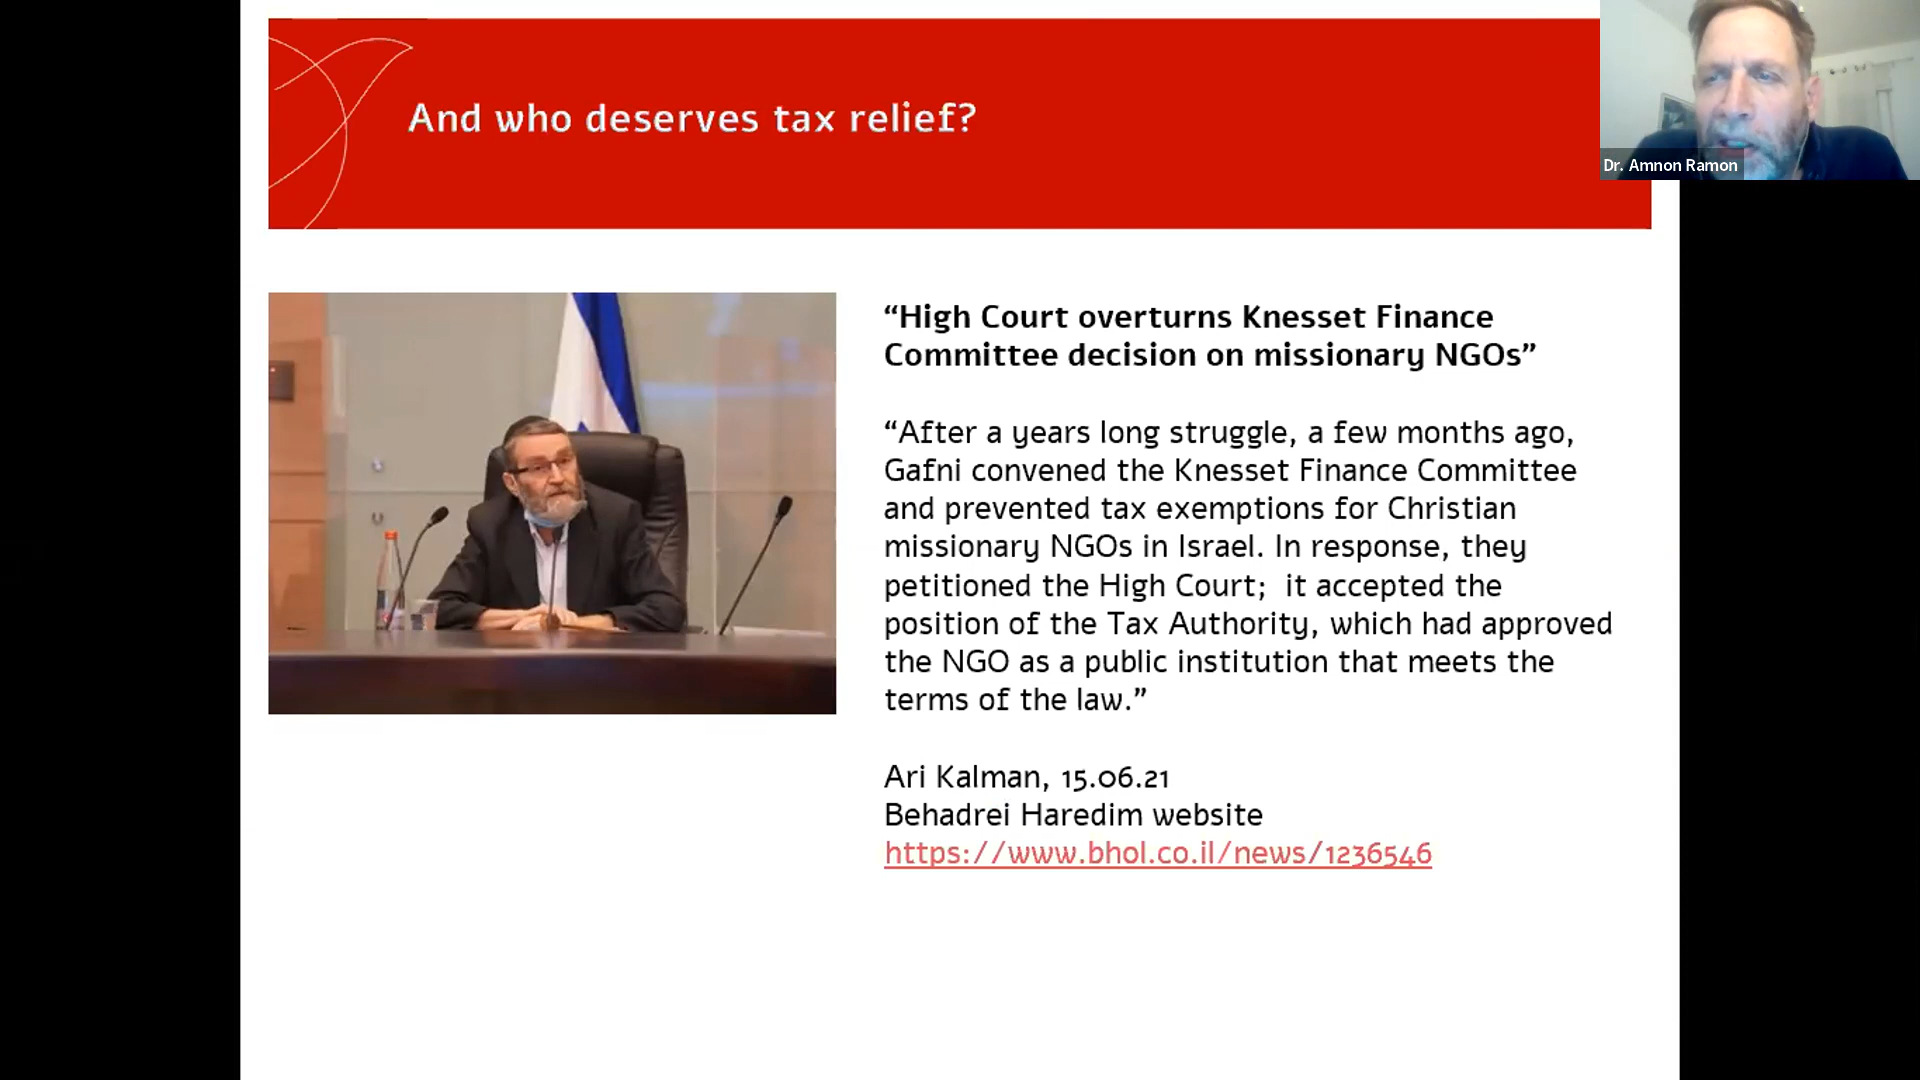 And who deserves tax relief?
Dr. Amnon Ramon
“High Court overturns Knesset Finance
Committee decision on missionary NGOs”
“After a years long struggle, a few months ago,
Gafni convened the Knesset Finance Committee
and prevented tax exemptions for Christian
missionary NGOs in Israel. In response, they
petitioned the High Court;  it accepted the
position of the Tax Authority, which had approved
the NGO as a public institution that meets the
terms of the law.”
Ari Kalman, 15.06.21
Behadrei Haredim website
https://www.bhol.co.il/news/1236546